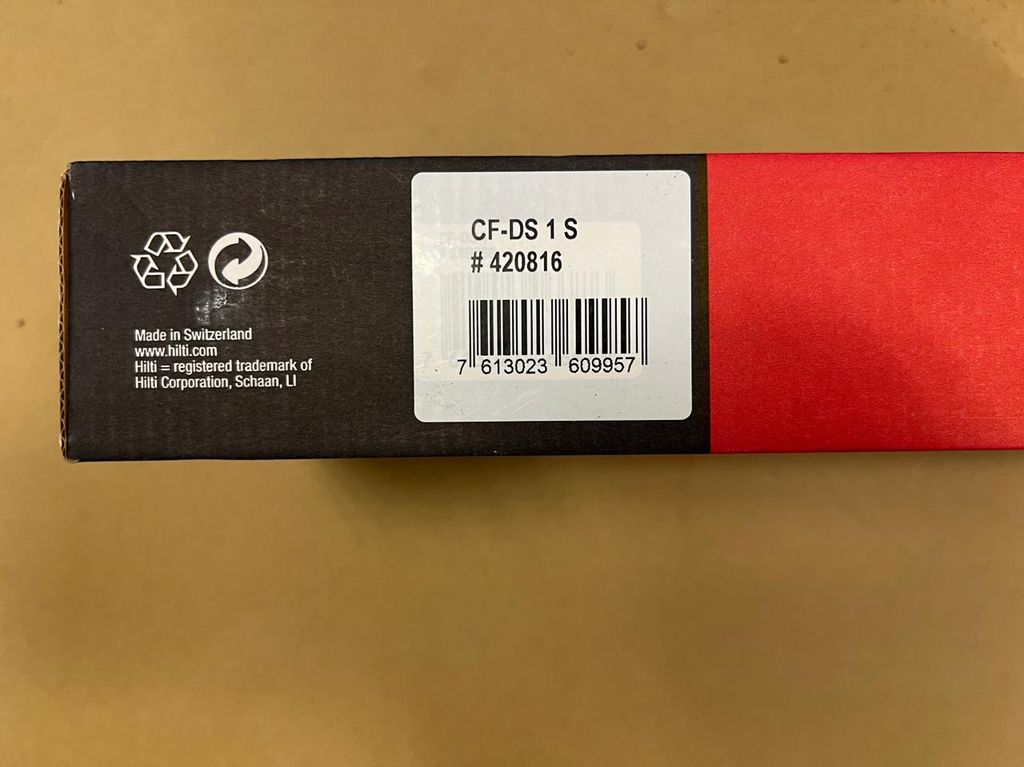 Made in Switzerland
www.hilti.com
Hilti = registered trademark of
Hilti Corporation, Schaan, LI
CF-DS 1 S
# 420816
7 613023 609957